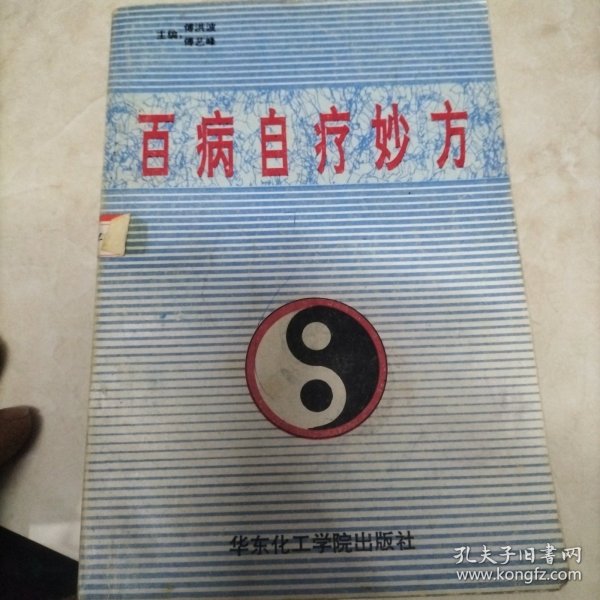 主编.傅洪波
傅艺峰
百病自疗妙方
华东化工学院出版社
孔夫子旧書网
www.kongfz.com